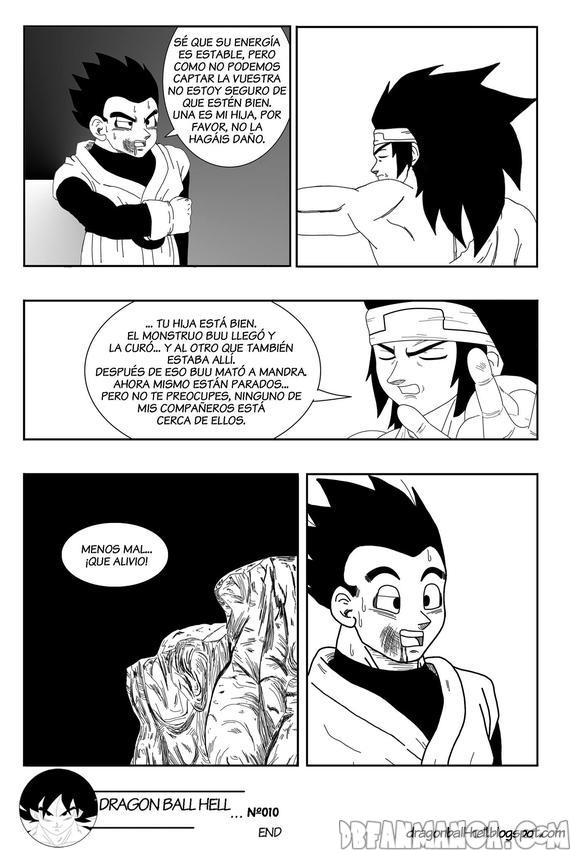 SÉ QUE SU ENERGÍA
ES ESTABLE, PERO
COMO NO PODEMOS
CAPTAR LA VUESTRA
NO ESTOY SEGURO DE
QUE ESTÉN BIEN.
UNA ES MI HIJA, POR
FAVOR, NO LA
HAGÁIS DAÑO.
... TU HIJA ESTÁ BIEN.
EL MONSTRUO BUU LLEGÓ Y
LA CURÓ... Y AL OTRO QUE TAMBIÉN
ESTABA ALLÍ.
DESPUÉS DE ESO BUU MATÓ A MANDRA.
AHORA MISMO ESTÁN PARADOS...
PERO NO TE PREOCUPES, NINGUNO DE
MIS COMPAÑEROS ESTÁ
CERCA DE ELLOS.
MENOS MAL...
¡QUE ALIVIO!
DRAGON BALL HELL
... Nº010
END
dragonball-hell.blogspot.com
DBFANMANGA.COM